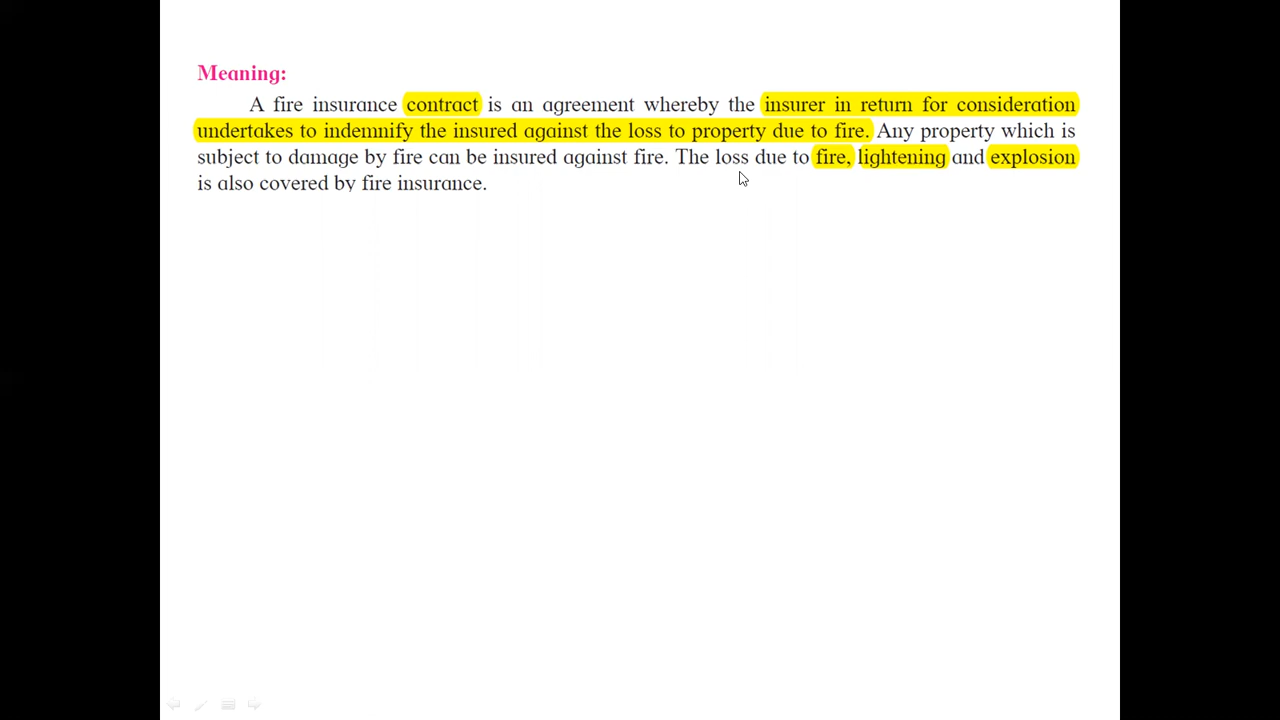 Meaning:
A fire insurance contract is an agreement whereby the insurer in return for consideration
undertakes to indemnify the insured against the loss to property due to fire. Any property which is
subject to damage by fire can be insured against fire. The loss due to fire, lightening and explosion
is also covered by fire insurance.